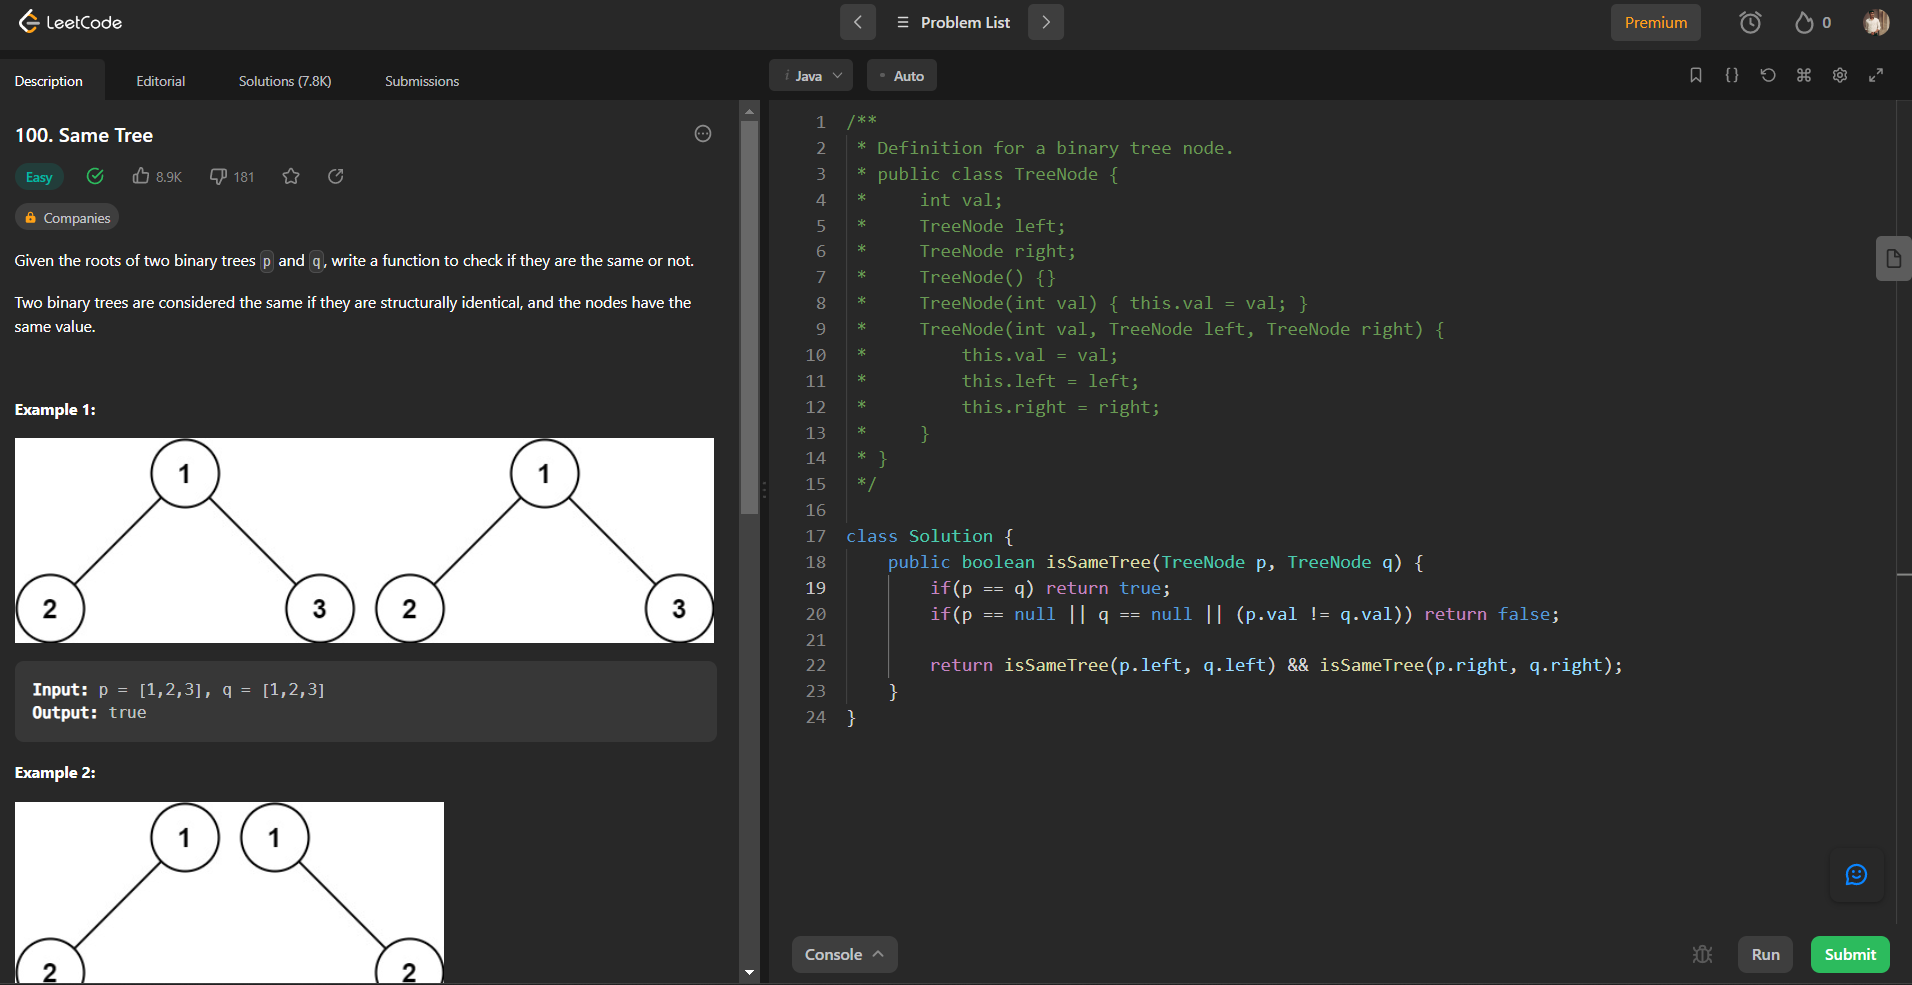 LeetCode
Problem List
Premium
0
Description Editorial Solutions (7.8K) Submissions
i Java
• Auto
{}
100. Same Tree
Easy 8.9K 181
Companies
Given the roots of two binary trees p and q, write a function to check if they are the same or not.
Two binary trees are considered the same if they are structurally identical, and the nodes have the
same value.
Example 1:
1 1
2 3 2 3
Input: p = [1,2,3], q = [1,2,3]
Output: true
Example 2:
1 1
2 2
1 /**
2 * Definition for a binary tree node.
3 * public class TreeNode {
4 *     int val;
5 *     TreeNode left;
6 *     TreeNode right;
7 *     TreeNode() {}
8 *     TreeNode(int val) { this.val = val; }
9 *     TreeNode(int val, TreeNode left, TreeNode right) {
10 *         this.val = val;
11 *         this.left = left;
12 *         this.right = right;
13 *     }
14 * }
15 */
16
17 class Solution {
18     public boolean isSameTree(TreeNode p, TreeNode q) {
19         if(p == q) return true;
20         if(p == null || q == null || (p.val != q.val)) return false;
21
22         return isSameTree(p.left, q.left) && isSameTree(p.right, q.right);
23     }
24 }
Console
Run
Submit